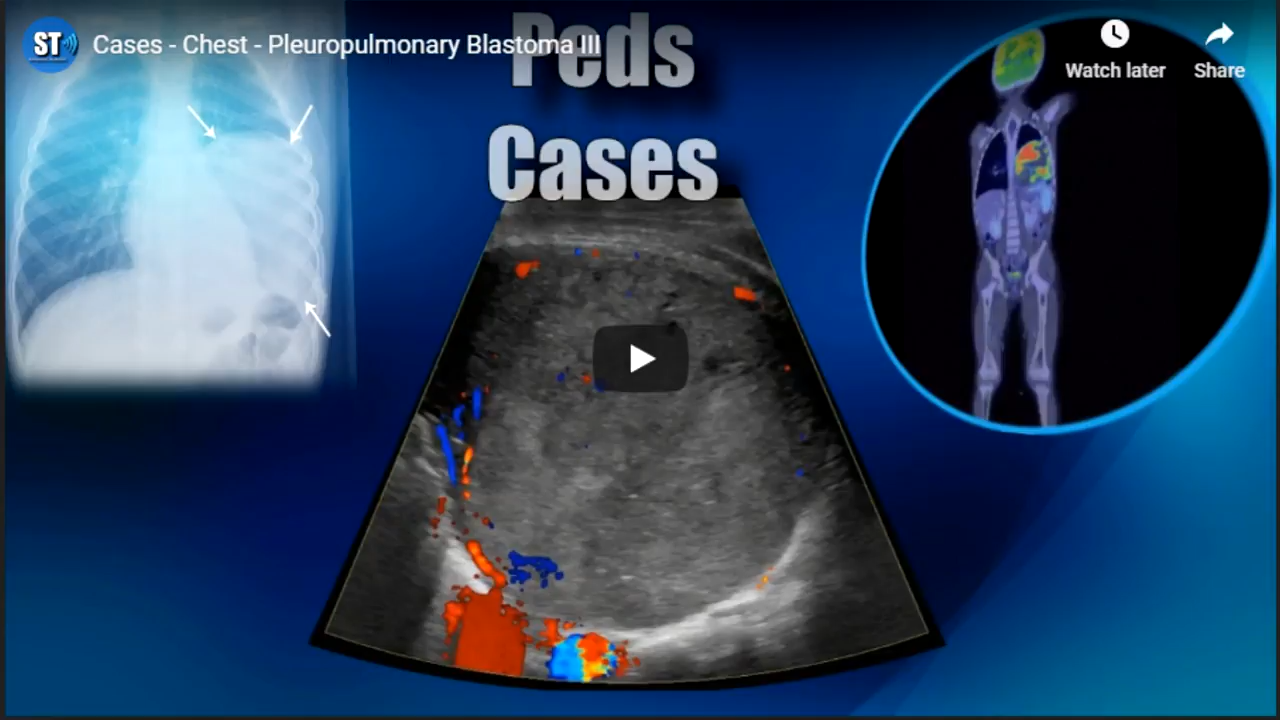 ST
Cases - Chest - Pleuropulmonary Blastoma III
Watch later
Share
Peds
Cases